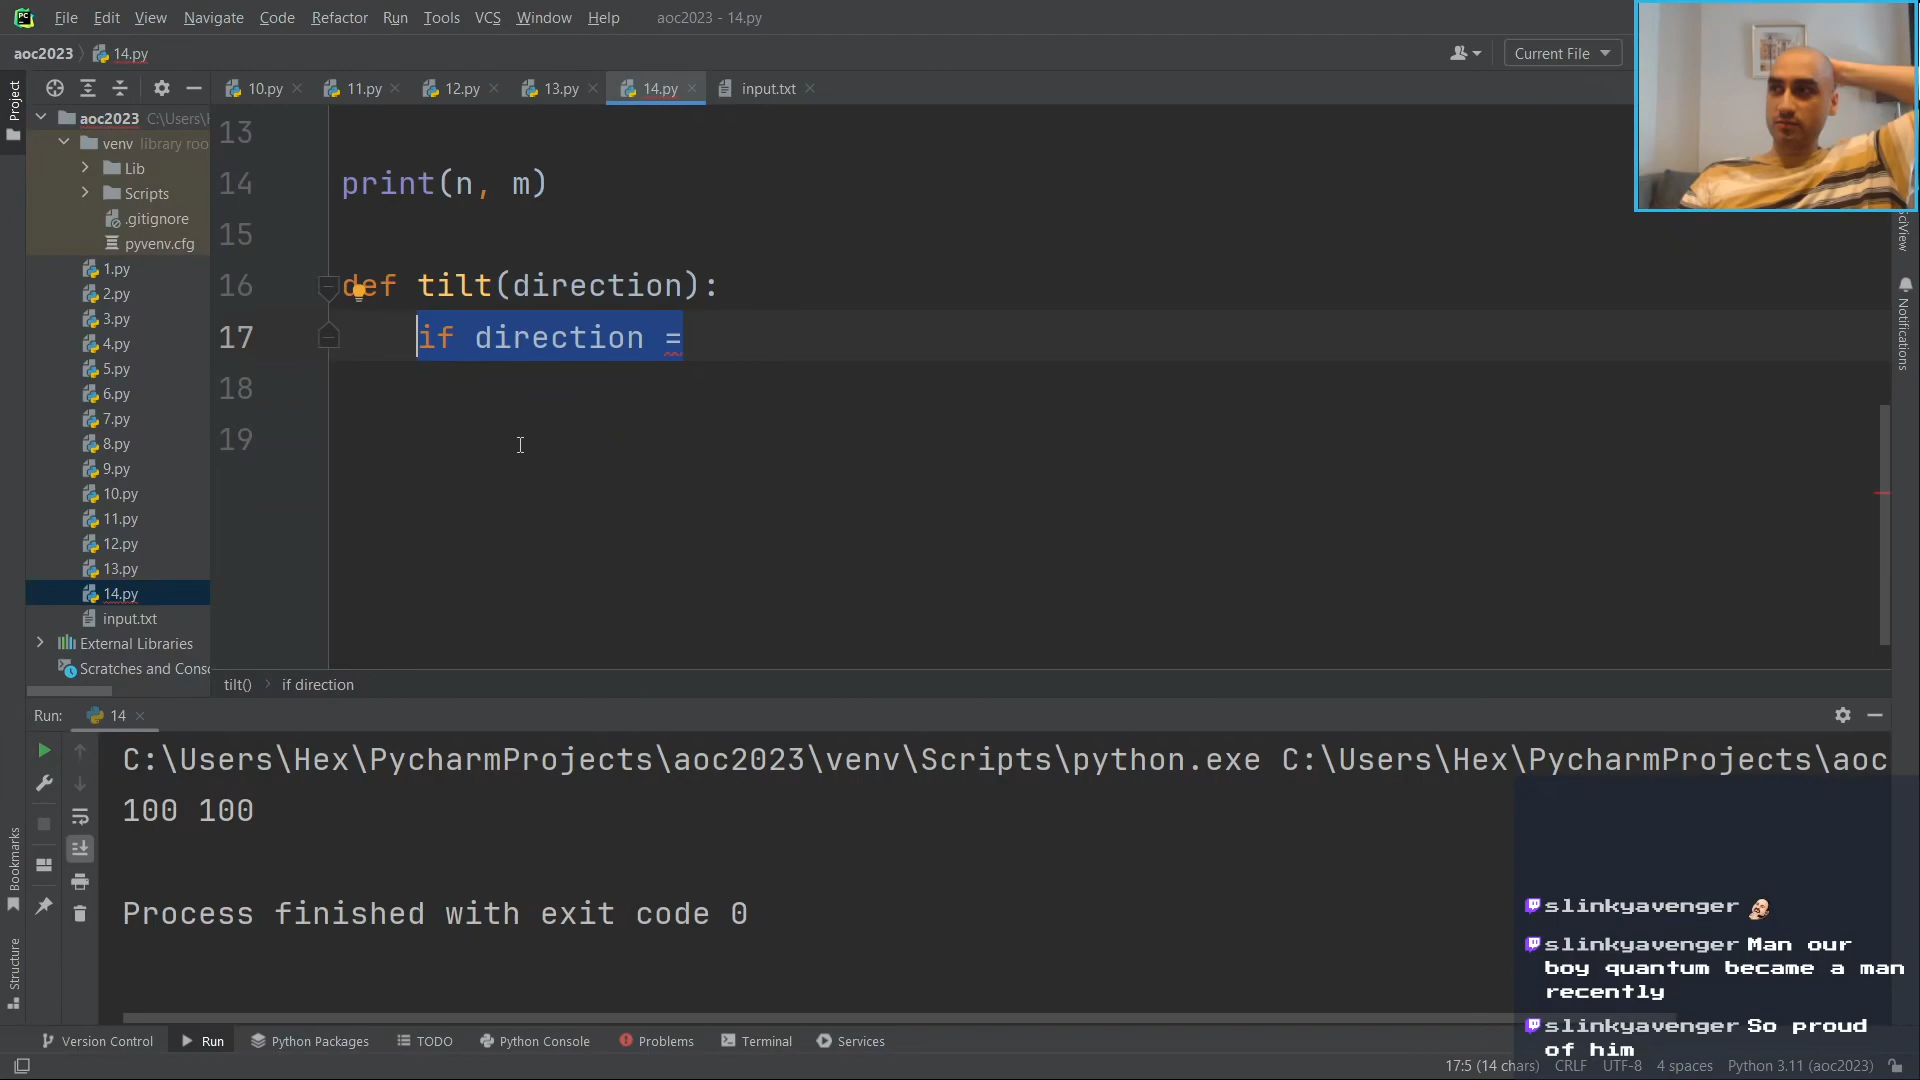 File Edit View Navigate Code Refactor Run Tools VCS Window Help aoc2023 - 14.py
aoc2023 14.py Current File
10.py 11.py 12.py 13.py 14.py input.txt
Project
aoc2023 C:\Users\
venv library roo
Lib
Scripts
.gitignore
pyvenv.cfg
1.py
2.py
3.py
4.py
5.py
6.py
7.py
8.py
9.py
10.py
11.py
12.py
13.py
14.py
input.txt
External Libraries
Scratches and Conso
13
14 print(n, m)
15
16 def tilt(direction):
17 if direction =
18
19
SciView
Notifications
tilt() if direction
Run: 14
C:\Users\Hex\PycharmProjects\aoc2023\venv\Scripts\python.exe C:\Users\Hex\PycharmProjects\aoc
100 100
Process finished with exit code 0
Bookmarks
Structure
slinkyavenger
slinkyavenger Man our
boy quantum became a man
recently
slinkyavenger So proud
of him
Version Control Run Python Packages TODO Python Console Problems Terminal Services
17:5 (14 chars) CRLF UTF-8 4 spaces Python 3.11 (aoc2023)